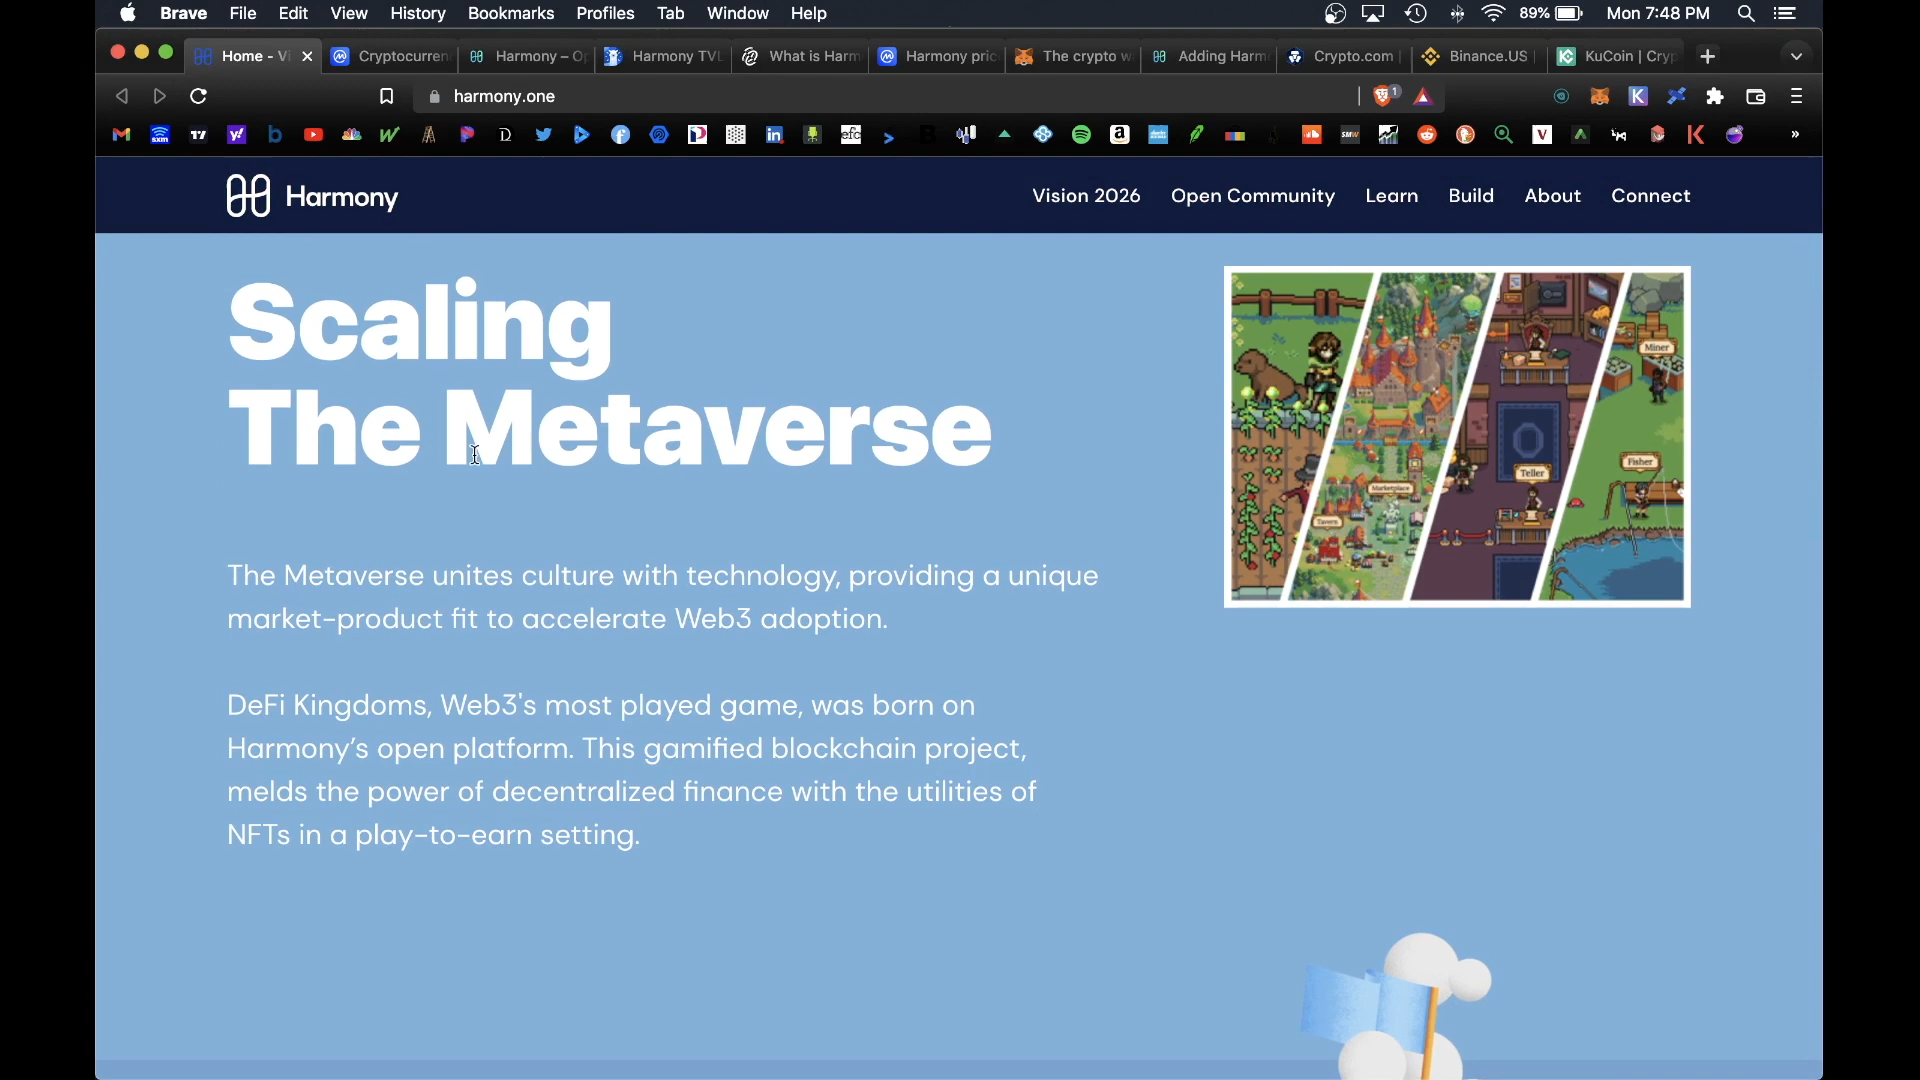 Brave File Edit View History Bookmarks Profiles Tab Window Help 89% Mon 7:48 PM
Home - Vi Cryptocurren Harmony – Op Harmony TVL What is Harm Harmony pric The crypto w Adding Harm Crypto.com Binance.US KuCoin | Cryp
harmony.one 1
Harmony Vision 2026 Open Community Learn Build About Connect
Scaling
The Metaverse
Miner
Fisher
Teller
Marketplace
Tavern
The Metaverse unites culture with technology, providing a unique
market-product fit to accelerate Web3 adoption.
DeFi Kingdoms, Web3's most played game, was born on
Harmony’s open platform. This gamified blockchain project,
melds the power of decentralized finance with the utilities of
NFTs in a play-to-earn setting.